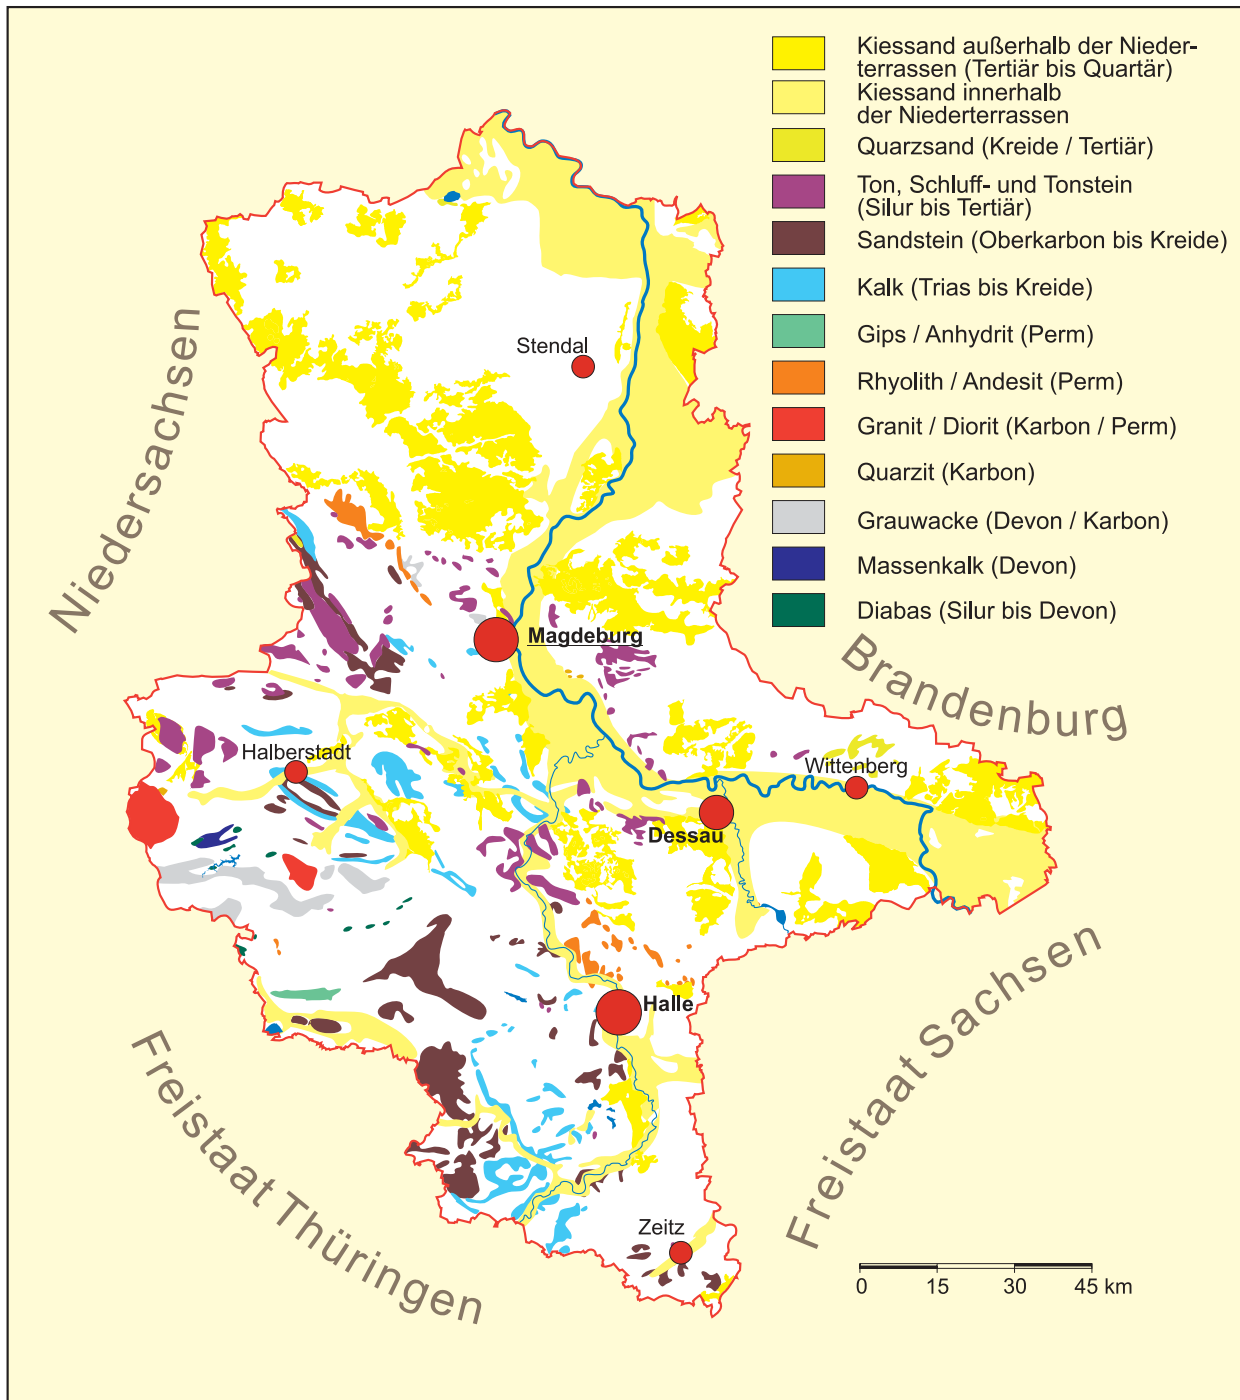 Kiessand außerhalb der Nieder-
terrassen (Tertiär bis Quartär)
Kiessand innerhalb
der Niederterrassen
Quarzsand (Kreide / Tertiär)
Ton, Schluff- und Tonstein
(Silur bis Tertiär)
Sandstein (Oberkarbon bis Kreide)
Kalk (Trias bis Kreide)
Gips / Anhydrit (Perm)
Rhyolith / Andesit (Perm)
Granit / Diorit (Karbon / Perm)
Quarzit (Karbon)
Grauwacke (Devon / Karbon)
Massenkalk (Devon)
Diabas (Silur bis Devon)
Niedersachsen
Stendal
Magdeburg
Brandenburg
Halberstadt
Wittenberg
Dessau
Halle
Freistaat Sachsen
Freistaat Thüringen
Zeitz
0 15 30 45 km